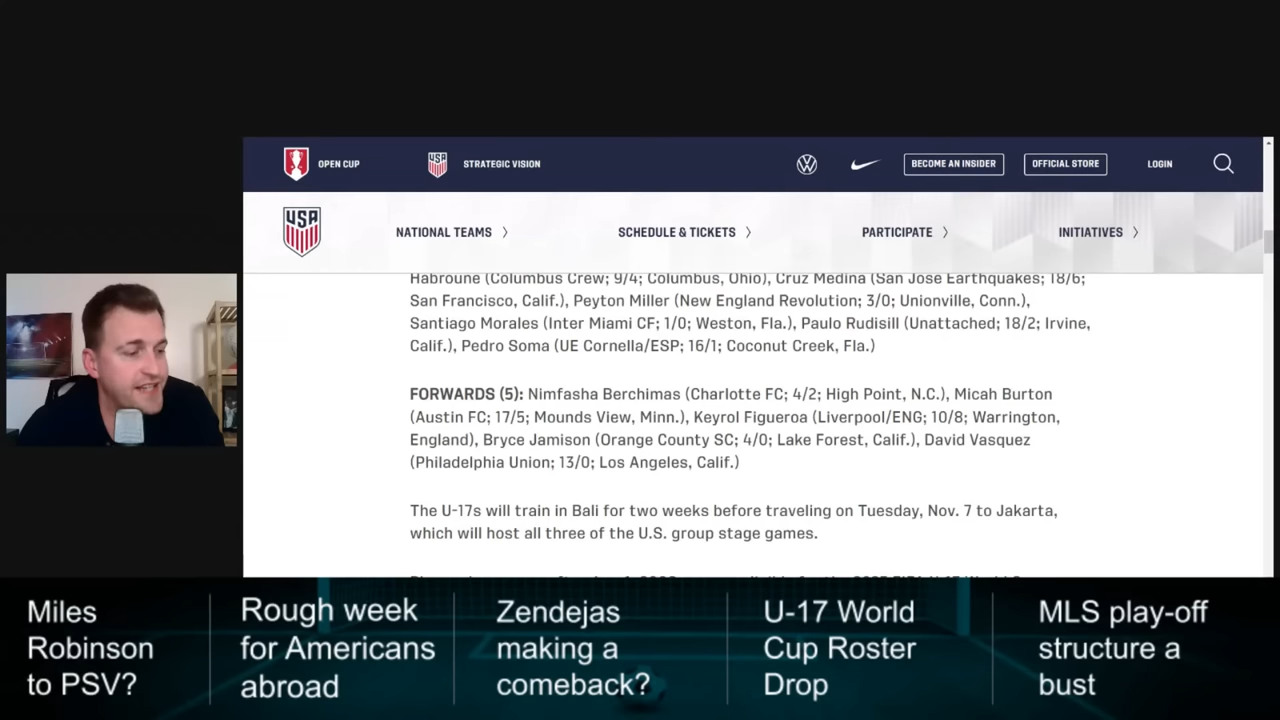 OPEN CUP
USA
STRATEGIC VISION
BECOME AN INSIDER
OFFICIAL STORE
LOGIN
USA
NATIONAL TEAMS
SCHEDULE & TICKETS
PARTICIPATE
INITIATIVES
Habroune (Columbus Crew; 9/4; Columbus, Ohio), Cruz Medina (San Jose Earthquakes; 18/6;
San Francisco, Calif.), Peyton Miller (New England Revolution; 3/0; Unionville, Conn.),
Santiago Morales (Inter Miami CF; 1/0; Weston, Fla.), Paulo Rudisill (Unattached; 18/2; Irvine,
Calif.), Pedro Soma (UE Cornella/ESP; 16/1; Coconut Creek, Fla.)
FORWARDS (5): Nimfasha Berchimas (Charlotte FC; 4/2; High Point, N.C.), Micah Burton
(Austin FC; 17/5; Mounds View, Minn.), Keyrol Figueroa (Liverpool/ENG; 10/8; Warrington,
England), Bryce Jamison (Orange County SC; 4/0; Lake Forest, Calif.), David Vasquez
(Philadelphia Union; 13/0; Los Angeles, Calif.)
The U-17s will train in Bali for two weeks before traveling on Tuesday, Nov. 7 to Jakarta,
which will host all three of the U.S. group stage games.
Miles
Robinson
to PSV?
Rough week
for Americans
abroad
Zendejas
making a
comeback?
U-17 World
Cup Roster
Drop
MLS play-off
structure a
bust